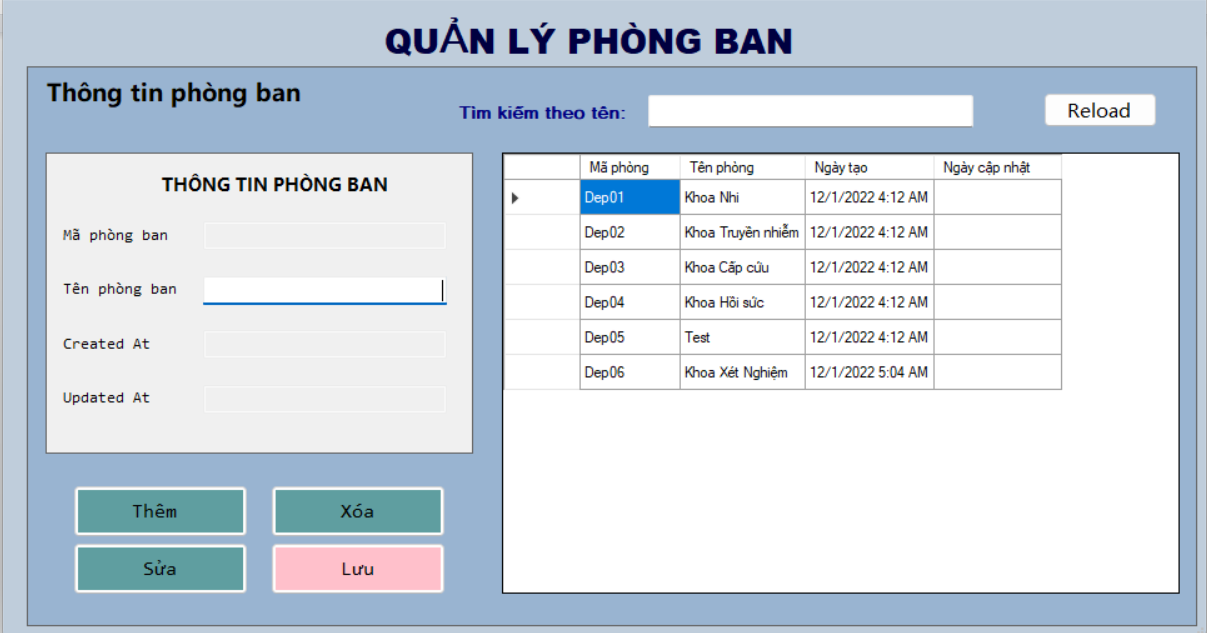 QUẢN LÝ PHÒNG BAN
Thông tin phòng ban
Tìm kiếm theo tên:
Reload
THÔNG TIN PHÒNG BAN
Mã phòng ban
Tên phòng ban
Created At
Updated At
Thêm
Xóa
Sửa
Lưu
Mã phòng Tên phòng Ngày tạo Ngày cập nhật
Dep01 Khoa Nhi 12/1/2022 4:12 AM
Dep02 Khoa Truyền nhiễm 12/1/2022 4:12 AM
Dep03 Khoa Cấp cứu 12/1/2022 4:12 AM
Dep04 Khoa Hồi sức 12/1/2022 4:12 AM
Dep05 Test 12/1/2022 4:12 AM
Dep06 Khoa Xét Nghiệm 12/1/2022 5:04 AM